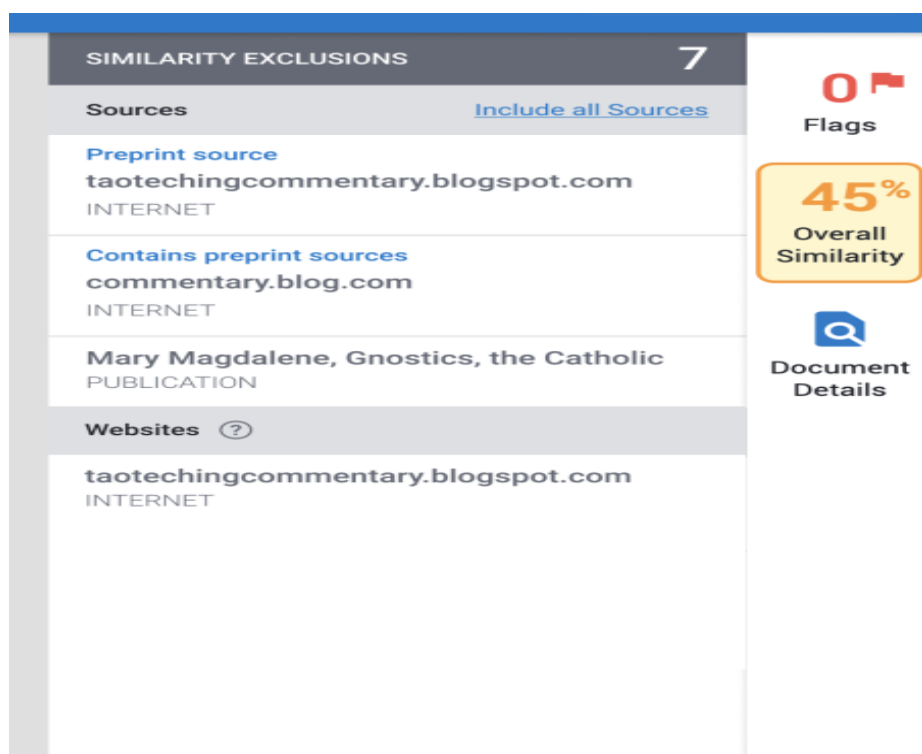 SIMILARITY EXCLUSIONS 7
Sources Include all Sources
Preprint source
taotechingcommentary.blogspot.com
INTERNET
Contains preprint sources
commentary.blog.com
INTERNET
Mary Magdalene, Gnostics, the Catholic
PUBLICATION
Websites ?
taotechingcommentary.blogspot.com
INTERNET
0
Flags
45%
Overall
Similarity
Document
Details